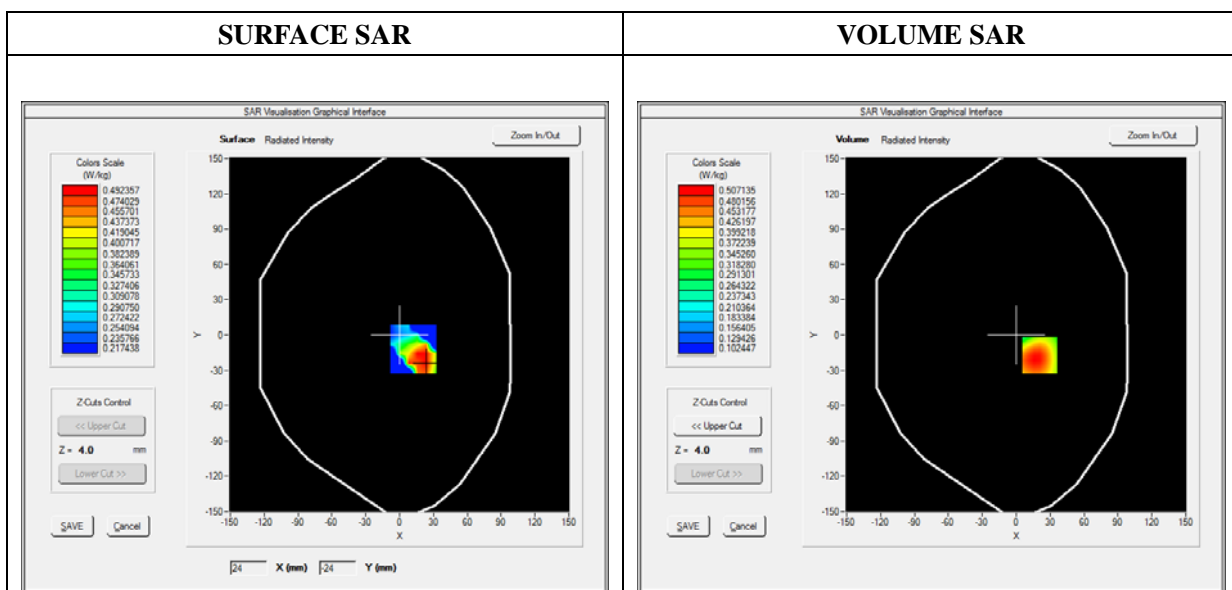 SURFACE SAR
VOLUME SAR
SAR Visualisation Graphical Interface
Surface Radiated Intensity
Zoom In/Out
Colors Scale
(W/kg)
0.492357
0.474029
0.455701
0.437373
0.419045
0.400717
0.382389
0.364061
0.345733
0.327406
0.309078
0.290750
0.272422
0.254094
0.235766
0.217438
Z-Cuts Control
<< Upper Cut
Z = 4.0 mm
Lower Cut >>
SAVE Cancel
150
120
90
60
30
0
-30
-60
-90
-120
-150
Y
-150 -120 -90 -60 -30 0 30 60 90 120 150
X
24 X (mm) -24 Y (mm)
SAR Visualisation Graphical Interface
Volume Radiated Intensity
Zoom In/Out
Colors Scale
(W/kg)
0.507135
0.480156
0.453177
0.426197
0.399218
0.372239
0.345260
0.318280
0.291301
0.264322
0.237343
0.210364
0.183384
0.156405
0.129426
0.102447
Z-Cuts Control
<< Upper Cut
Z = 4.0 mm
Lower Cut >>
SAVE Cancel
150
120
90
60
30
0
-30
-60
-90
-120
-150
Y
-150 -120 -90 -60 -30 0 30 60 90 120 150
X